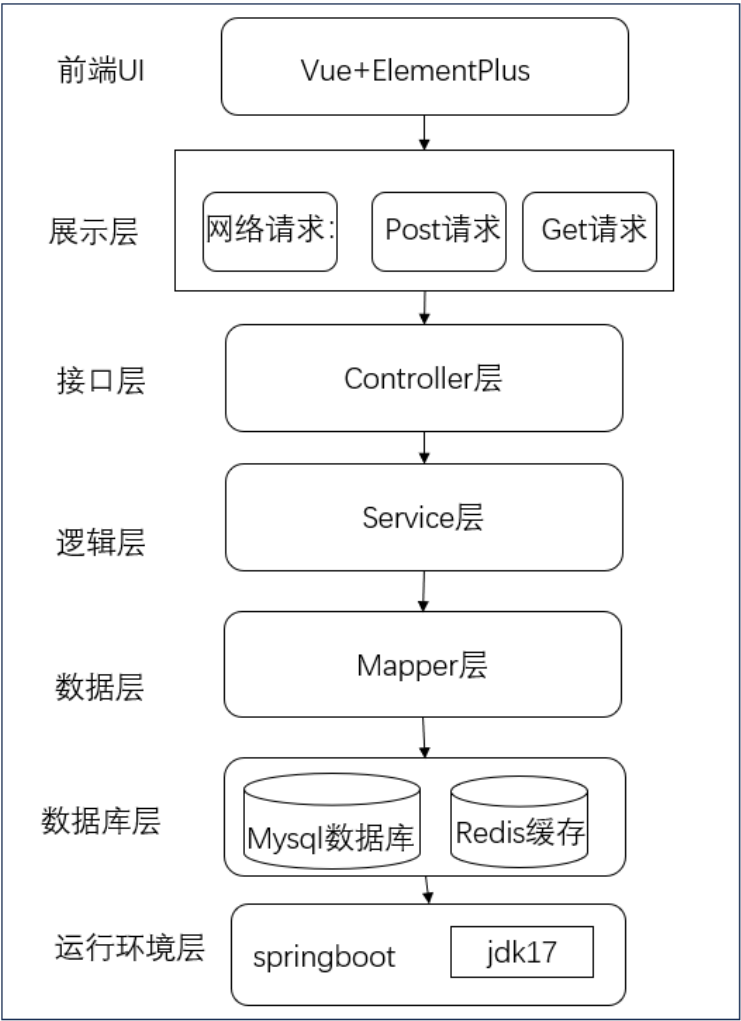 前端UI
Vue+ElementPlus
展示层
网络请求:
Post请求
Get请求
接口层
Controller层
逻辑层
Service层
数据层
Mapper层
数据库层
Mysql数据库
Redis缓存
运行环境层
springboot
jdk17